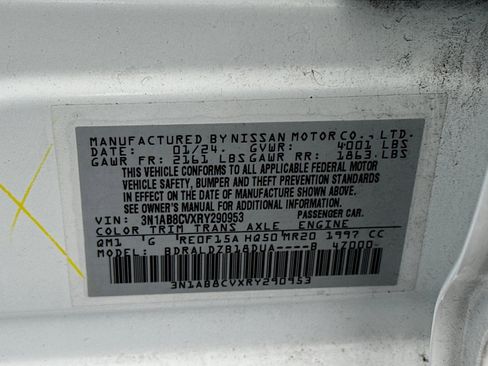 MANUFACTURED BY NISSAN MOTOR CO., LTD.
DATE: 01/24 GVWR: 4001 LBS
GAWR FR: 2161 LBS GAWR RR: 1863 LBS
THIS VEHICLE CONFORMS TO ALL APPLICABLE FEDERAL MOTOR
VEHICLE SAFETY, BUMPER AND THEFT PREVENTION STANDARDS
IN EFFECT ON THE DATE OF MANUFACTURE SHOWN ABOVE.
SEE OWNER'S MANUAL FOR ADDITIONAL INFORMATION.
VIN: 3N1AB8CVXRY290953 PASSENGER CAR.
COLOR TRIM TRANS AXLE ENGINE
QM1 G RE0F15A HQ50 MR20 1997 CC
MODEL: BDRALDZB18DUA----B 4Z000-
3N1AB8CVXRY290953